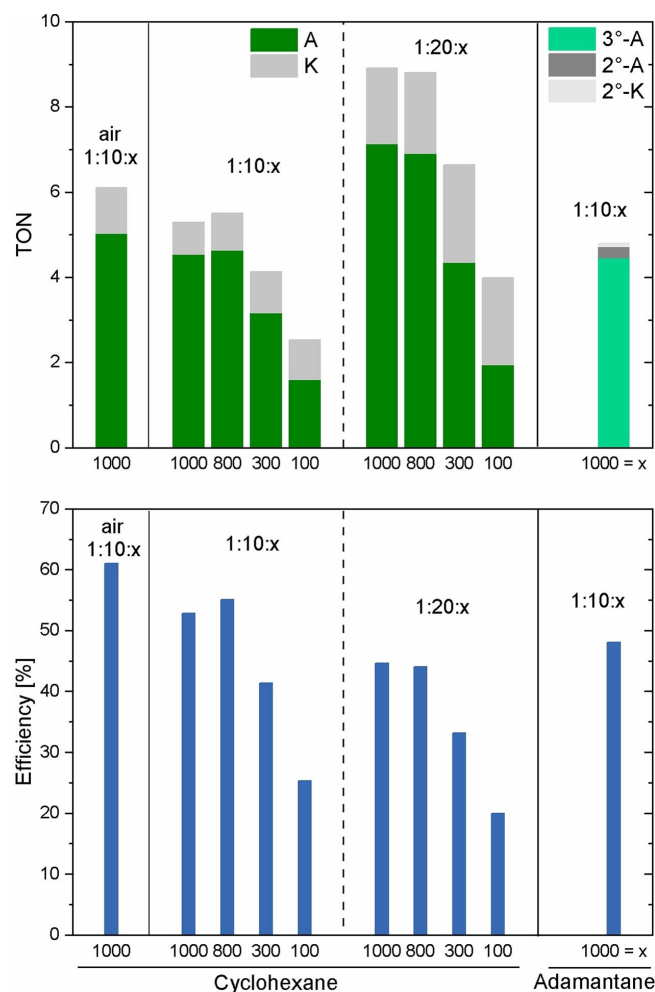 10
8
6
4
2
0
TON
A
K
1:20:x
3°-A
2°-A
2°-K
air
1:10:x
1:10:x
1:10:x
1000 1000 800 300 100 1000 800 300 100 1000 = x
70
60
50
40
30
20
10
0
Efficiency [%]
air
1:10:x
1:10:x
1:20:x
1:10:x
1000 1000 800 300 100 1000 800 300 100 1000 = x
Cyclohexane Adamantane